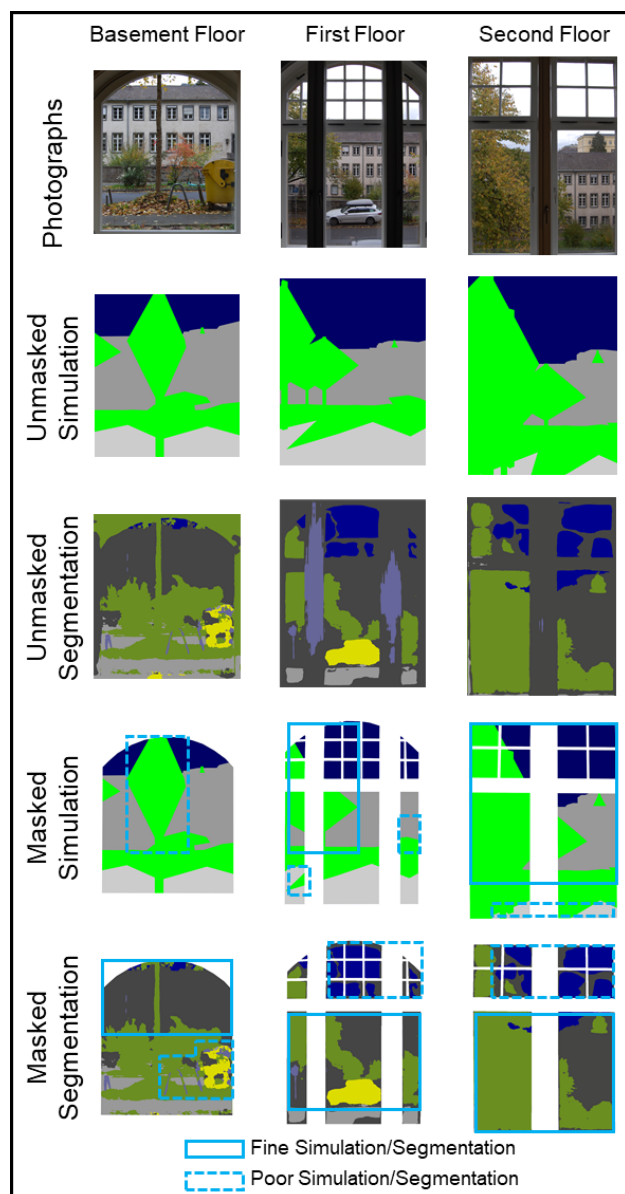 Basement Floor First Floor Second Floor
Photographs
Unmasked
Simulation
Unmasked
Segmentation
Masked
Simulation
Masked
Segmentation
Fine Simulation/Segmentation
Poor Simulation/Segmentation